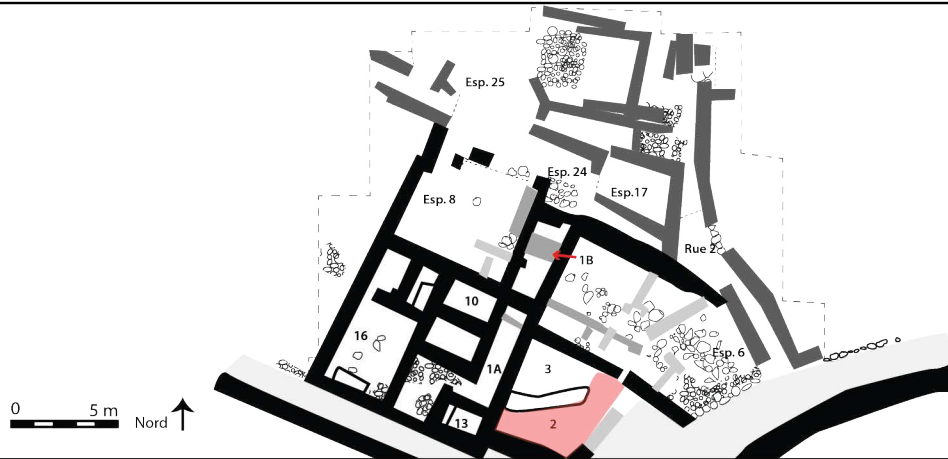 Esp. 25
Esp. 24
Esp.17
Esp. 8
Rue 2
1B
10
16
Esp. 6
1A
3
2
13
0 5 m
Nord